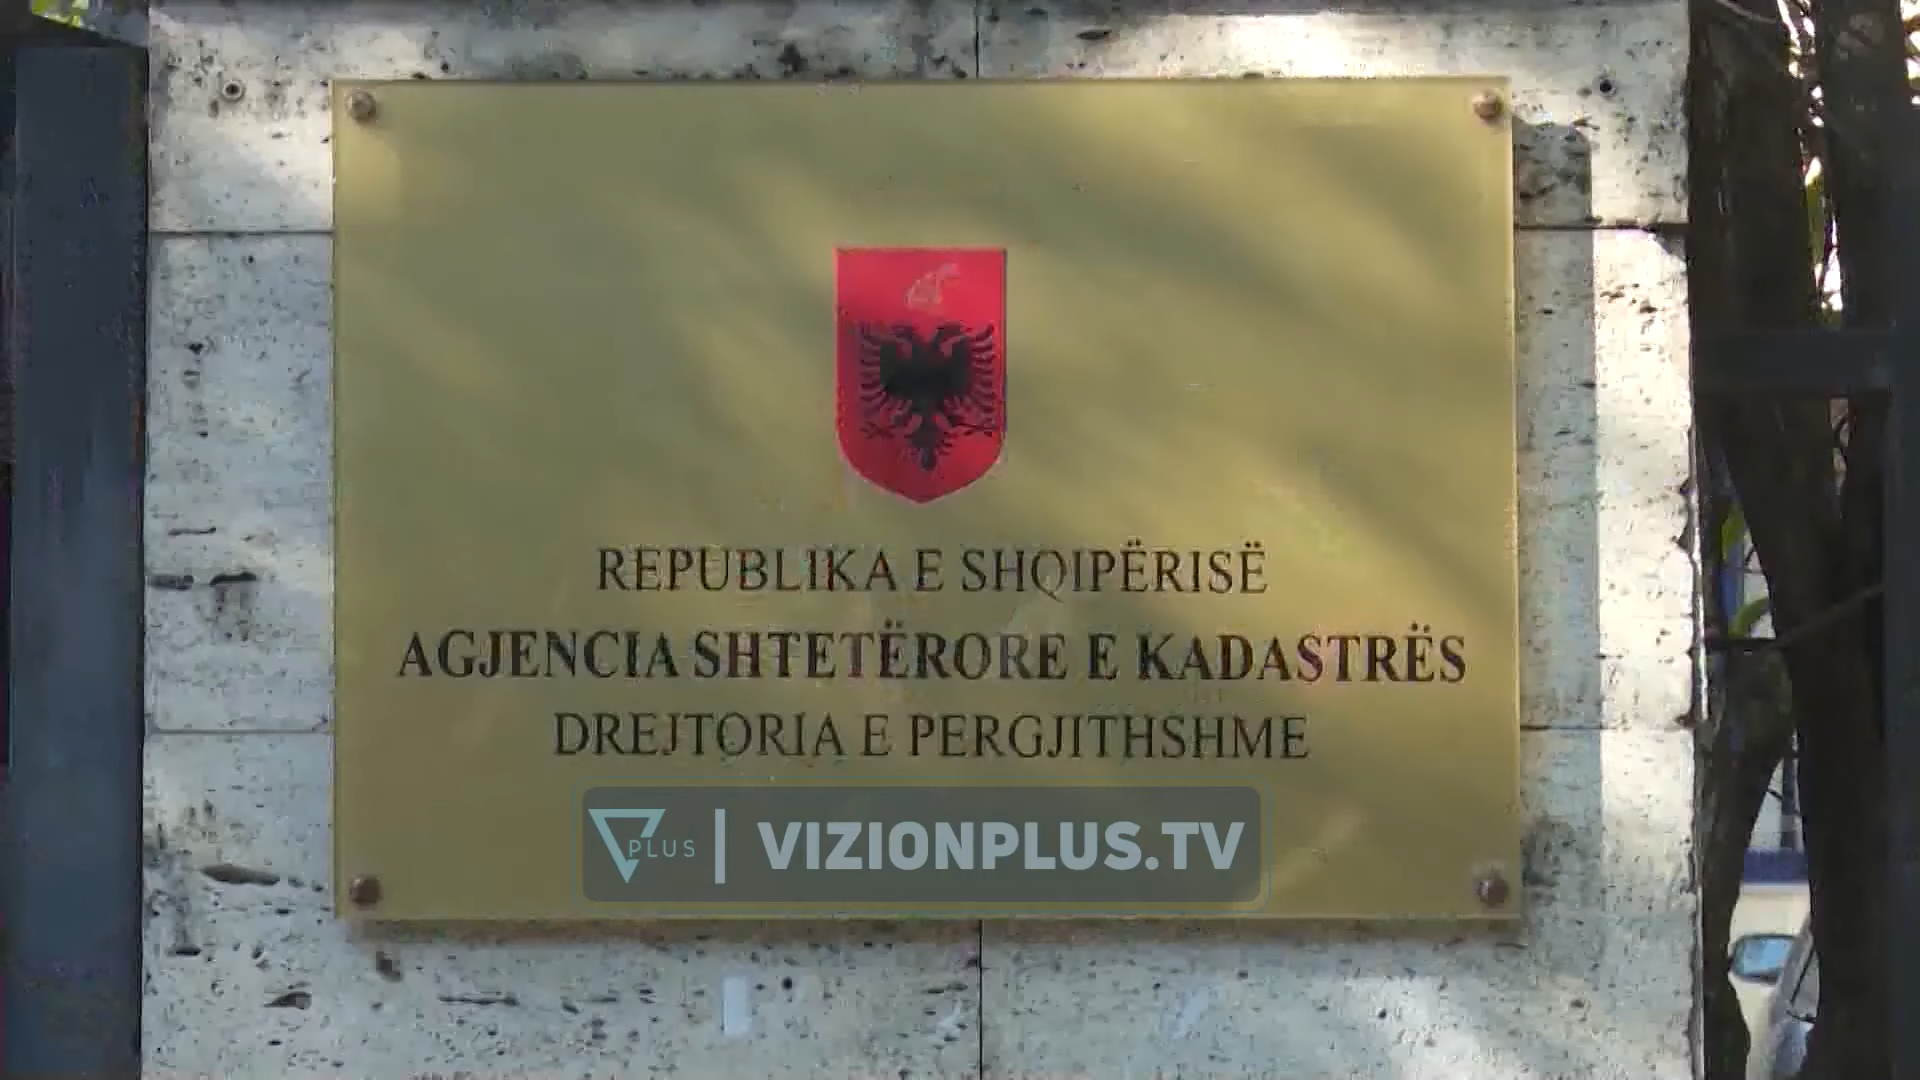 REPUBLIKA E SHQIPËRISË
AGJENCIA SHTETËRORE E KADASTRËS
DREJTORIA E PERGJITHSHME
PLUS | VIZIONPLUS.TV